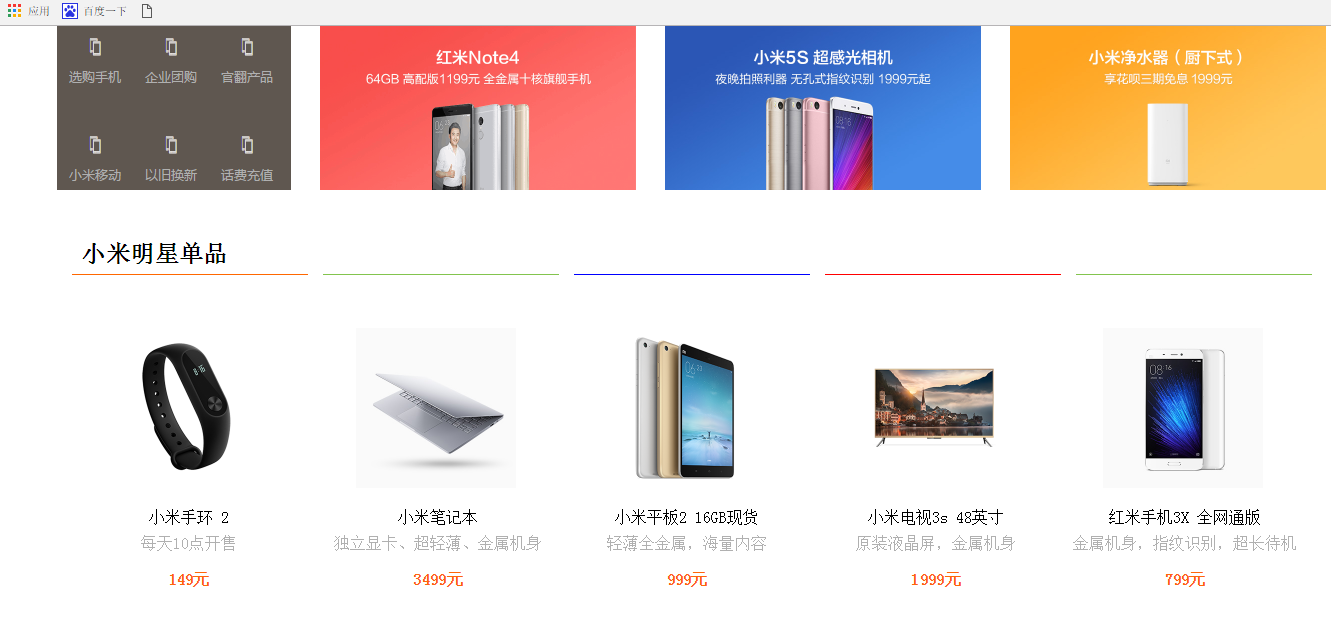 应用 百度一下
选购手机 企业团购 官翻产品
小米移动 以旧换新 话费充值
红米Note4
64GB 高配版1199元 全金属十核旗舰手机
小米5S 超感光相机
夜晚拍照利器 无孔式指纹识别 1999元起
小米净水器（厨下式）
享花呗三期免息 1999元
小米明星单品
小米手环 2
每天10点开售
149元
小米笔记本
独立显卡、超轻薄、金属机身
3499元
小米平板2 16GB现货
轻薄全金属，海量内容
999元
小米电视3s 48英寸
原装液晶屏，金属机身
1999元
红米手机3X 全网通版
金属机身，指纹识别，超长待机
799元